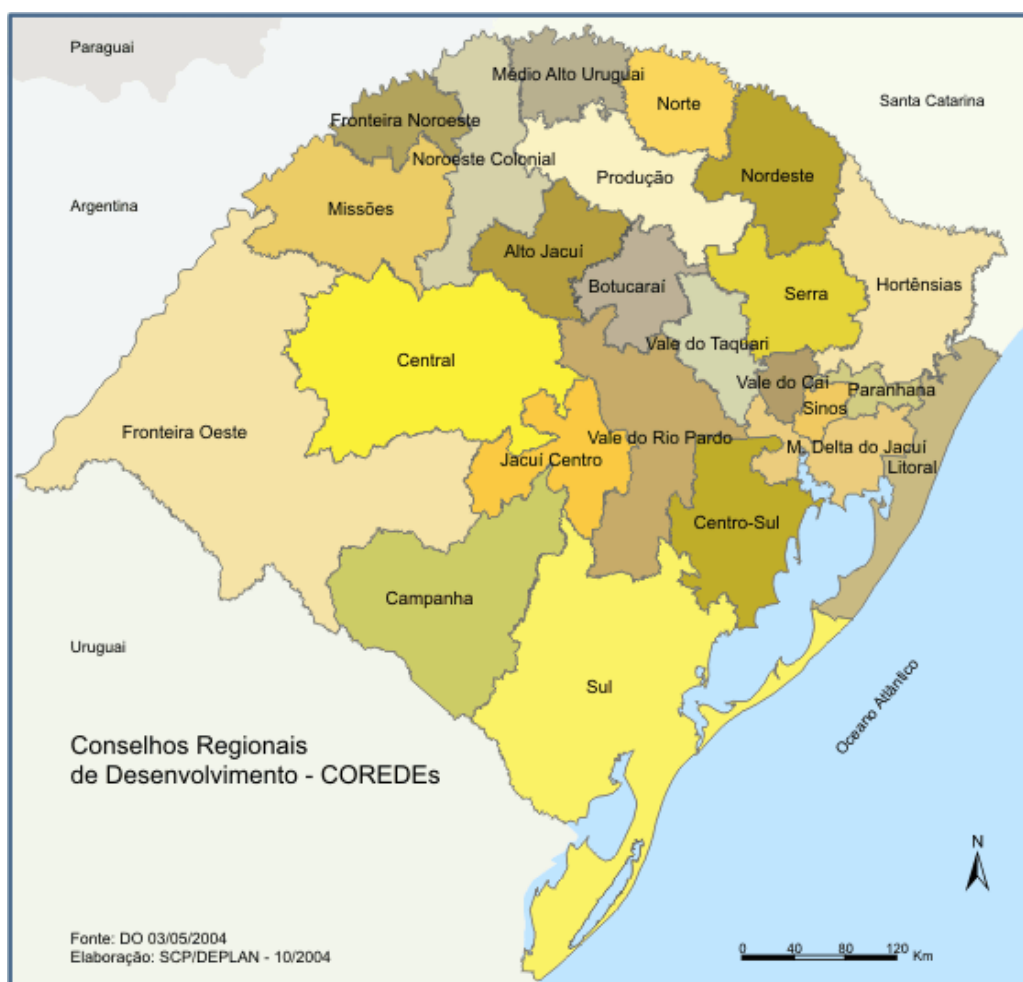 Paraguai
Médio Alto Uruguai
Norte
Santa Catarina
Fronteira Noroeste
Noroeste Colonial
Produção
Nordeste
Argentina
Missões
Alto Jacuí
Botucaraí
Serra
Hortênsias
Vale do Taquari
Central
Vale do Caí
Paranhana
Sinos
Fronteira Oeste
Vale do Rio Pardo
M. Delta do Jacuí
Jacuí Centro
Litoral
Centro-Sul
Campanha
Uruguai
Sul
Oceano Atlântico
Conselhos Regionais
de Desenvolvimento - COREDEs
N
Fonte: DO 03/05/2004
Elaboração: SCP/DEPLAN - 10/2004
0 40 80 120
Km